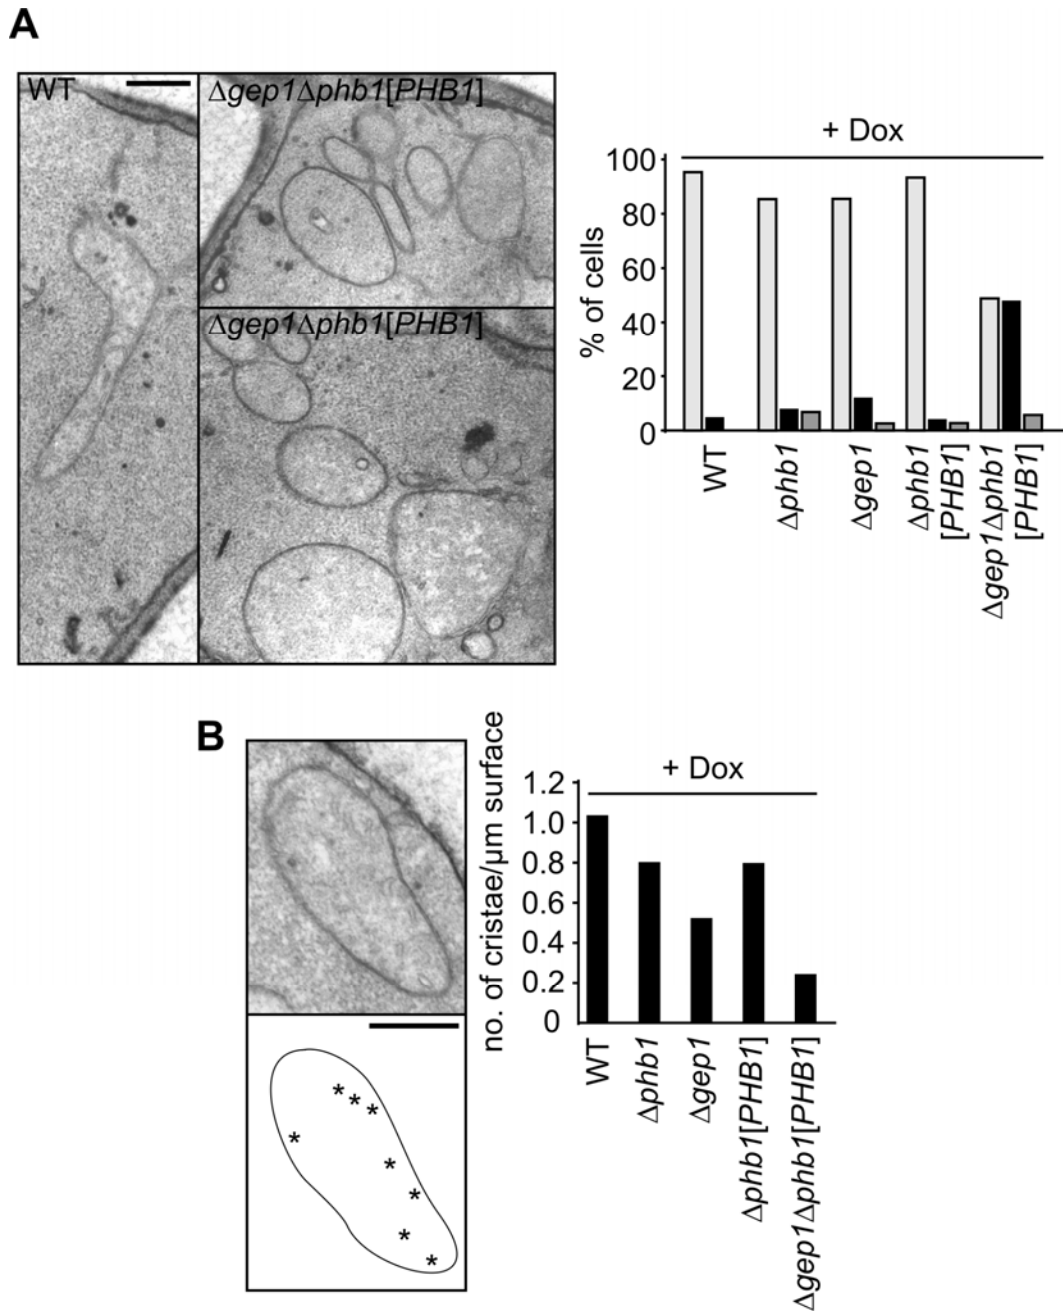 A
WT
Δgep1Δphb1[PHB1]
Δgep1Δphb1[PHB1]
+ Dox
% of cells
100
80
60
40
20
0
WT
Δphb1
Δgep1
Δphb1
[PHB1]
Δgep1Δphb1
[PHB1]
B
+ Dox
no. of cristae/µm surface
1.2
1.0
0.8
0.6
0.4
0.2
0
WT
Δphb1
Δgep1
Δphb1[PHB1]
Δgep1Δphb1[PHB1]
* * *
*
*
*
*
*